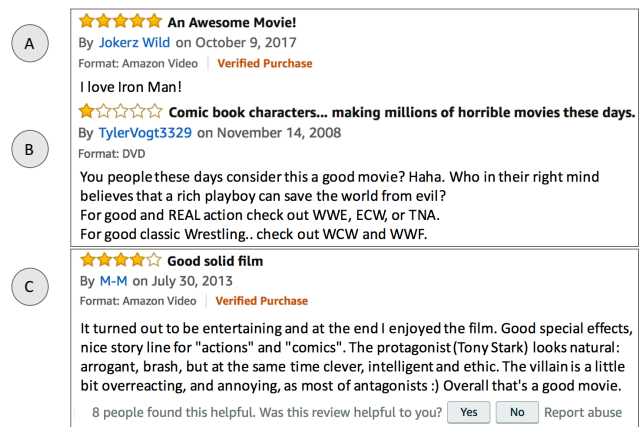 A
An Awesome Movie!
By Jokerz Wild on October 9, 2017
Format: Amazon Video | Verified Purchase
I love Iron Man!
B
Comic book characters... making millions of horrible movies these days.
By TylerVogt3329 on November 14, 2008
Format: DVD
You people these days consider this a good movie? Haha. Who in their right mind
believes that a rich playboy can save the world from evil?
For good and REAL action check out WWE, ECW, or TNA.
For good classic Wrestling.. check out WCW and WWF.
C
Good solid film
By M-M on July 30, 2013
Format: Amazon Video | Verified Purchase
It turned out to be entertaining and at the end I enjoyed the film. Good special effects,
nice story line for "actions" and "comics". The protagonist (Tony Stark) looks natural:
arrogant, brash, but at the same time clever, intelligent and ethic. The villain is a little
bit overreacting, and annoying, as most of antagonists :) Overall that's a good movie.
8 people found this helpful. Was this review helpful to you? Yes No Report abuse